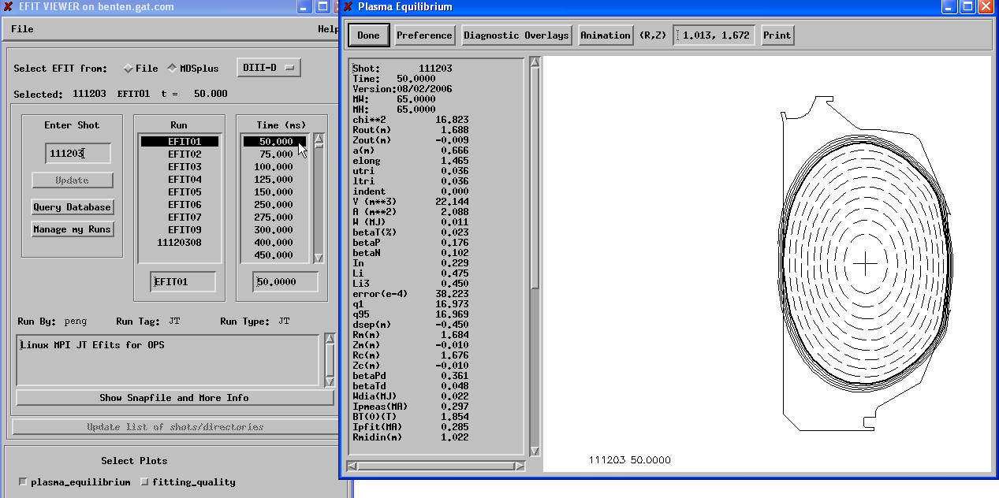 EFIT VIEWER on benten.gat.com
File Help
Select EFIT from: File MDSplus DIII-D
Selected: 111203 EFIT01 t = 50.000
Enter Shot
111203
Update
Query Database
Manage my Runs
Run
EFIT01
EFIT02
EFIT03
EFIT04
EFIT05
EFIT06
EFIT07
EFIT09
11120308
EFIT01
Time (ms)
50.000
75.000
100.000
125.000
150.000
250.000
275.000
300.000
400.000
450.000
50.0000
Run By: peng Run Tag: JT Run Type: JT
Linux MPI JT Efits for OPS
Show Snapfile and More Info
Update list of shots/directories
Select Plots
plasma_equilibrium fitting_quality
Plasma Equilibrium
Done Preference Diagnostic Overlays Animation (R,Z) 1.013, 1.672 Print
Shot: 111203
Time: 50.0000
Version:08/02/2006
MW: 65.0000
MH: 65.0000
chi**2 16.823
Rout(m) 1.688
Zout(m) -0.009
a(m) 0.666
elong 1.465
utri 0.036
ltri 0.036
indent 0.000
V (m**3) 22.144
A (m**2) 2.088
W (MJ) 0.011
betaT(%) 0.023
betaP 0.176
betaN 0.102
In 0.229
Li 0.475
Li3 0.450
error(e-4) 38.223
q1 16.973
q95 16.969
dsep(m) -0.450
Rm(m) 1.684
Zm(m) -0.010
Rc(m) 1.676
Zc(m) -0.010
betaPd 0.361
betaTd 0.048
Wdia(MJ) 0.022
Ipmeas(MA) 0.297
BT(0)(T) 1.854
Ipfit(MA) 0.285
Rmidin(m) 1.022
111203 50.0000